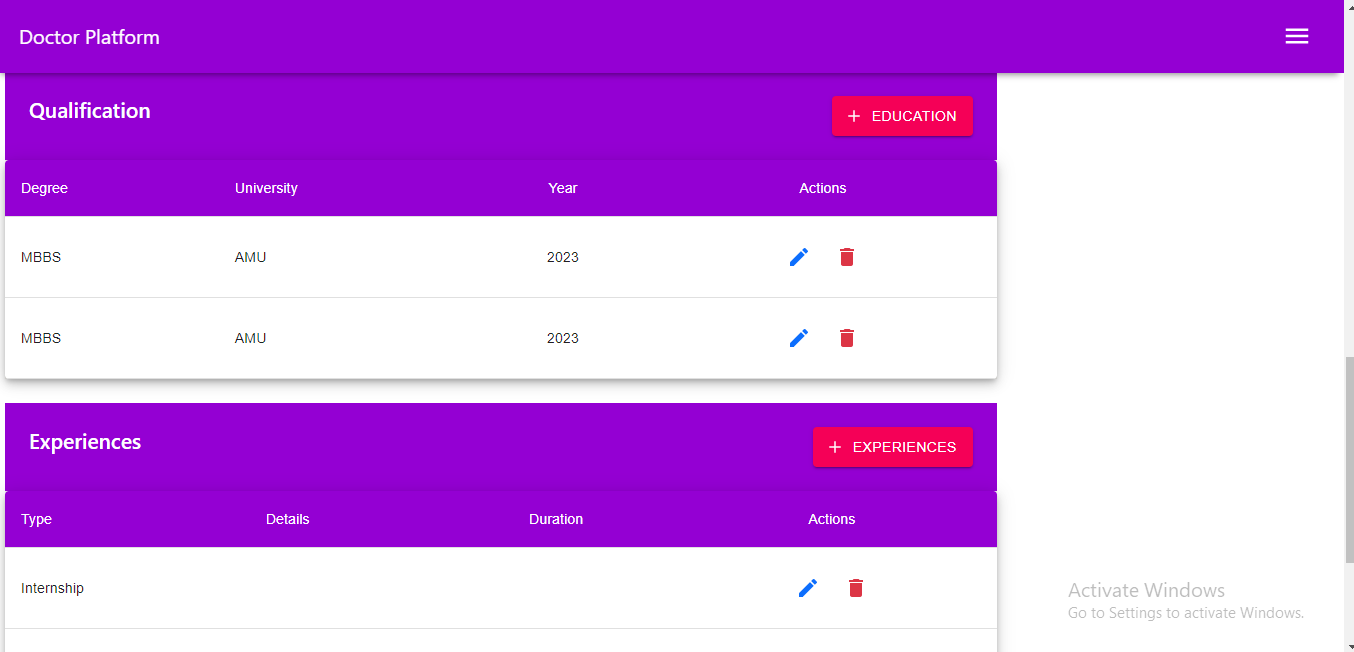 Doctor Platform
Qualification
+ EDUCATION
Degree University Year Actions
MBBS AMU 2023
MBBS AMU 2023
Experiences
+ EXPERIENCES
Type Details Duration Actions
Internship
Activate Windows
Go to Settings to activate Windows.